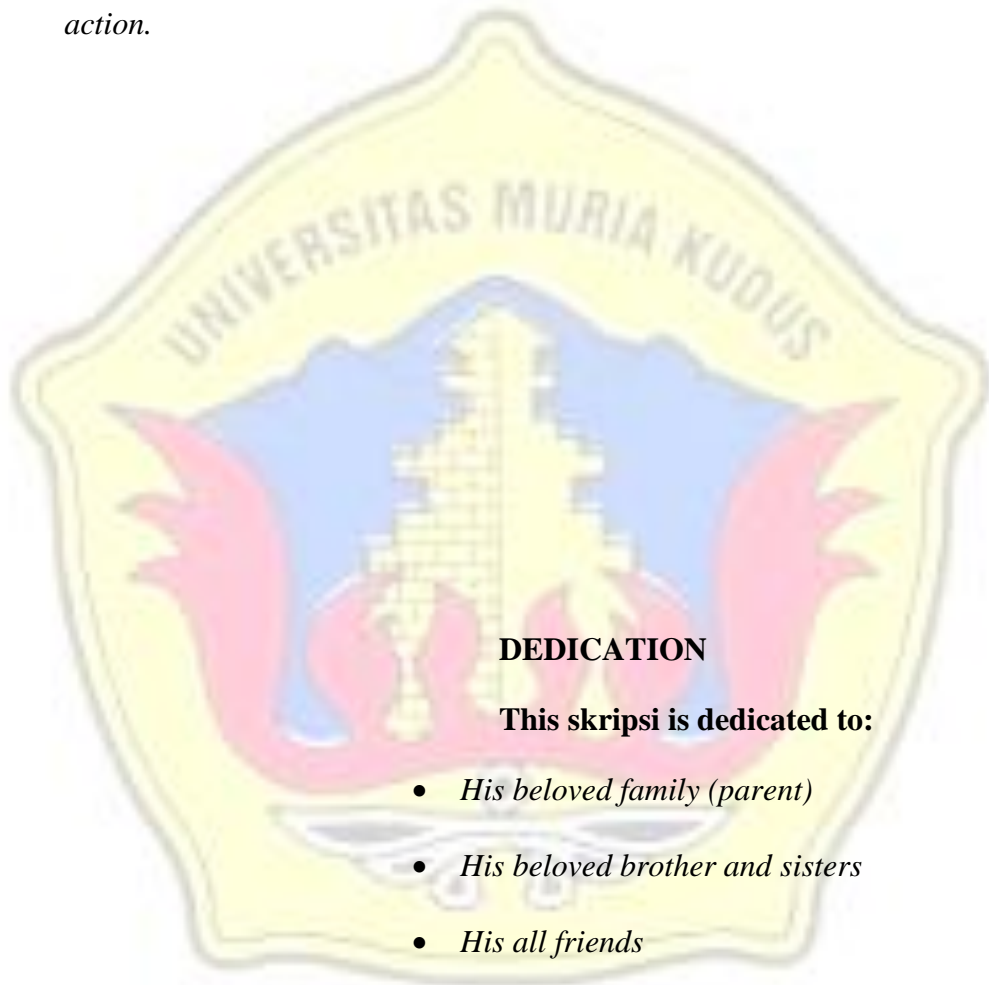 action.
UNIVERSITAS MURIA KUDUS
DEDICATION
This skripsi is dedicated to:
• His beloved family (parent)
• His beloved brother and sisters
• His all friends